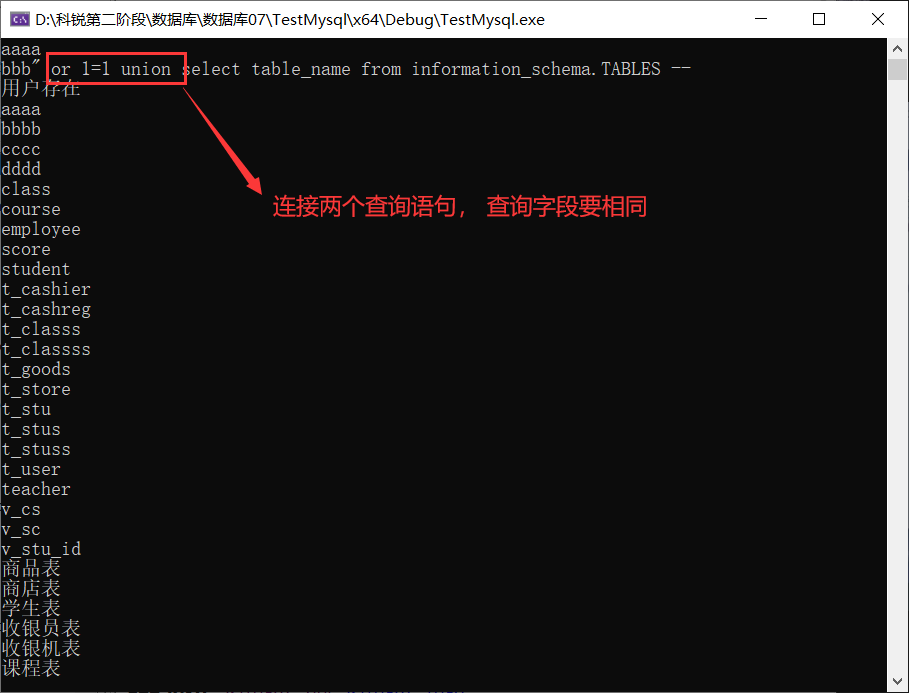 D:\科锐第二阶段\数据库\数据库07\TestMysql\x64\Debug\TestMysql.exe
aaaa
bbb" or 1=1 union select table_name from information_schema.TABLES --
用户存在
aaaa
bbbb
cccc
dddd
class
连接两个查询语句， 查询字段要相同
course
employee
score
student
t_cashier
t_cashreg
t_classs
t_classss
t_goods
t_store
t_stu
t_stus
t_stuss
t_user
teacher
v_cs
v_sc
v_stu_id
商品表
商店表
学生表
收银员表
收银机表
课程表